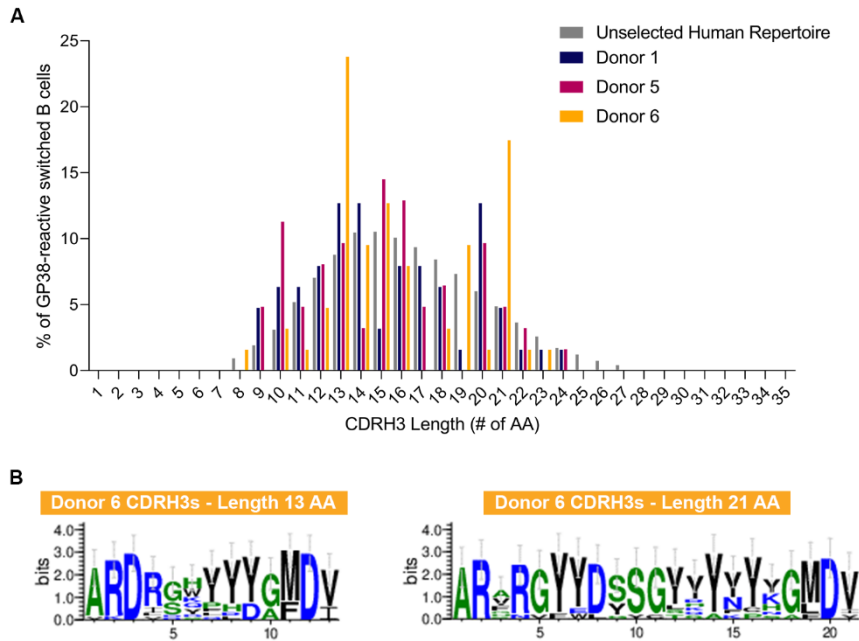 A
25
20
15
10
5
0
% of GP38-reactive switched B cells
Unselected Human Repertoire
Donor 1
Donor 5
Donor 6
1 2 3 4 5 6 7 8 9 10 11 12 13 14 15 16 17 18 19 20 21 22 23 24 25 26 27 28 29 30 31 32 33 34 35
CDRH3 Length (# of AA)
B
Donor 6 CDRH3s - Length 13 AA
4.0
3.0
2.0
1.0
0.0
bits
ARDRGWYYYGMDV
5 10
Donor 6 CDRH3s - Length 21 AA
4.0
3.0
2.0
1.0
0.0
bits
5 10 15 20